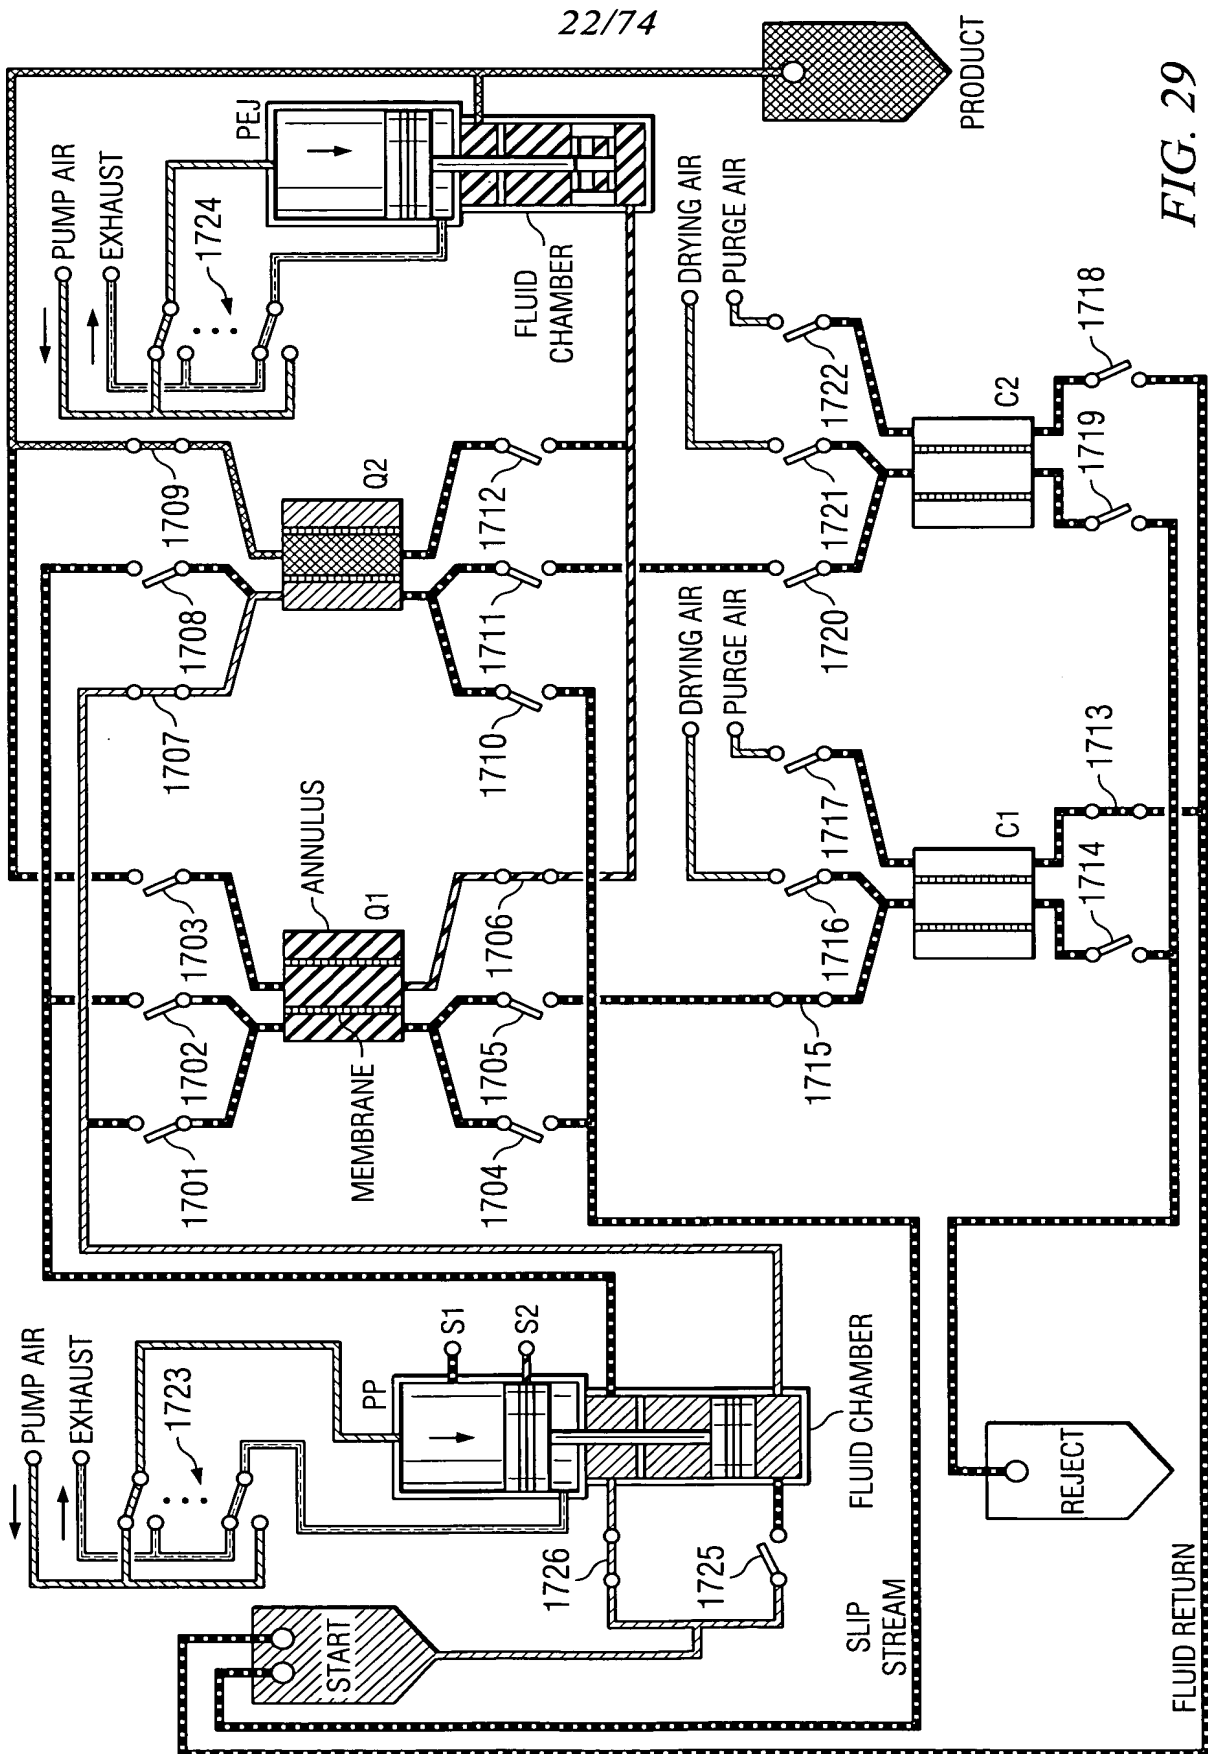 22/74
PUMP AIR
EXHAUST
1724
PEJ
FLUID
CHAMBER
PRODUCT
FIG. 29
1709
1708
1707
Q2
1712
1711
1710
DRYING AIR
PURGE AIR
1722
1721
1720
C2
1719
1718
1703
1702
1701
ANNULUS
Q1
MEMBRANE
1706
1705
1704
DRYING AIR
PURGE AIR
1717
1716
1715
C1
1714
1713
PUMP AIR
EXHAUST
1723
PP
S1
S2
START
1726
1725
FLUID CHAMBER
SLIP
STREAM
REJECT
FLUID RETURN